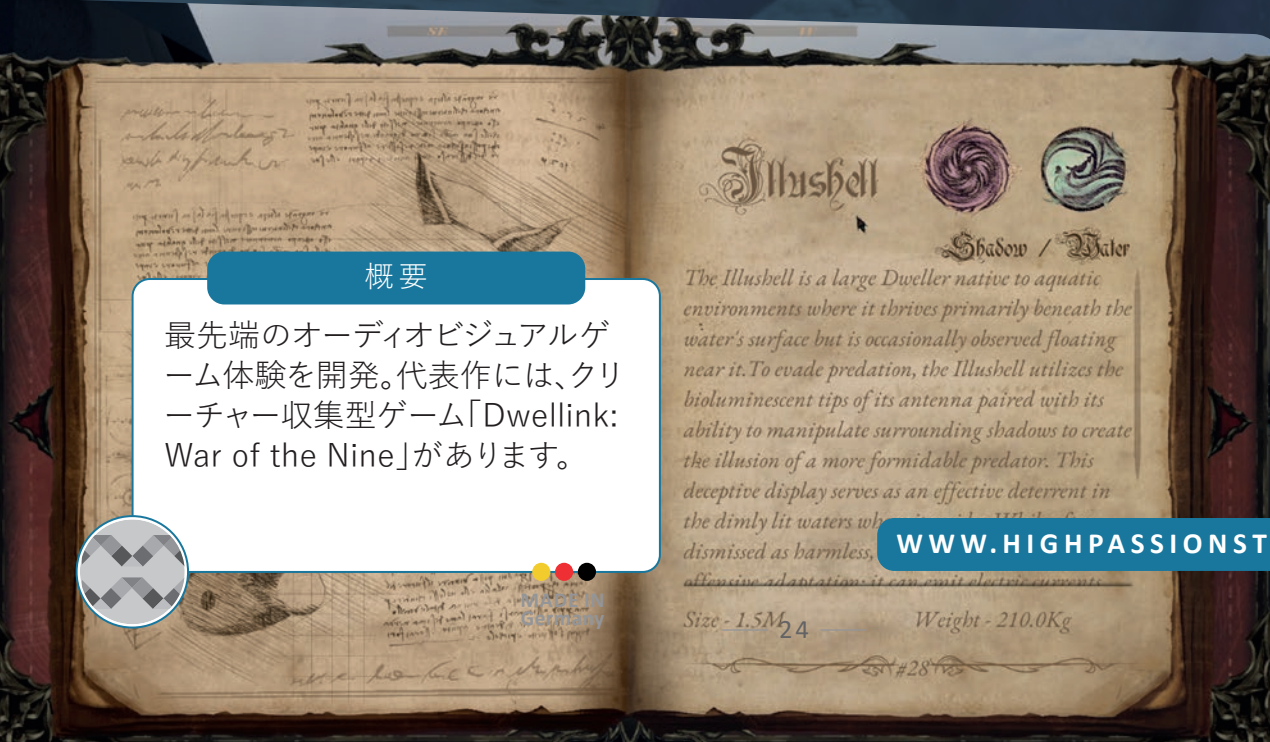 概要
最先端のオーディオビジュアルゲ
ーム体験を開発。代表作には、クリ
ーチャー収集型ゲーム「Dwellink:
War of the Nine」があります。
MADE IN
Germany
Illushell
Shadow / Water
The Illushell is a large Dweller native to aquatic
environments where it thrives primarily beneath the
water's surface but is occasionally observed floating
near it. To evade predation, the Illushell utilizes the
bioluminescent tips of its antenna paired with its
ability to manipulate surrounding shadows to create
the illusion of a more formidable predator. This
deceptive display serves as an effective deterrent in
the dimly lit waters
dismissed as harmless,
offensive adaptation; it can emit electric currents
WWW.HIGHPASSIONST
Size - 1.5M
Weight - 210.0Kg
24
#28